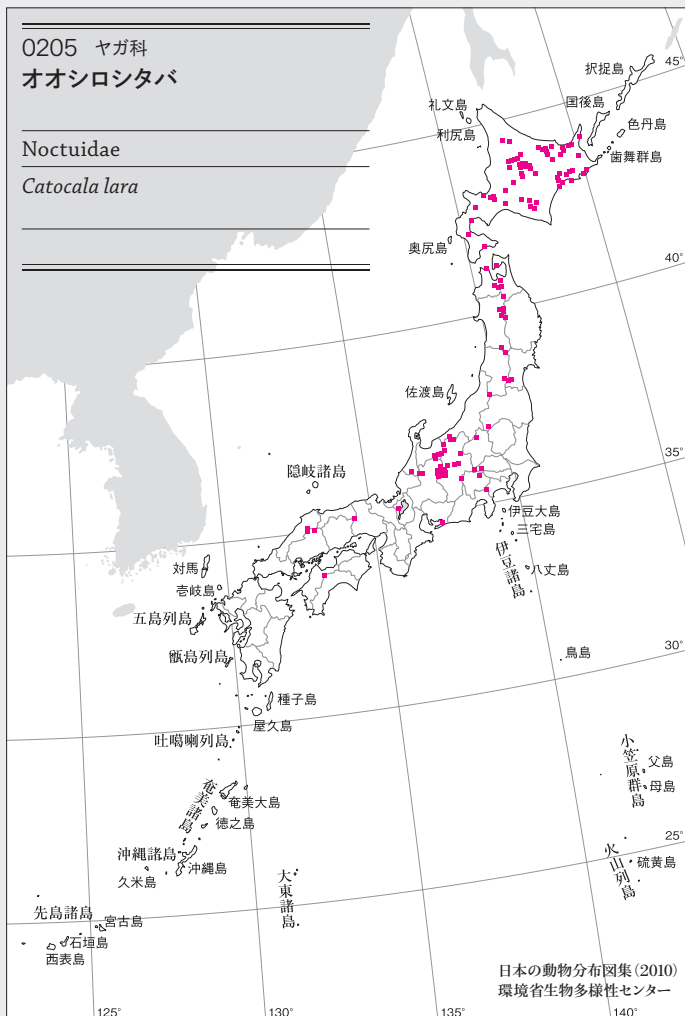 0205 ヤガ科
オオシロシタバ
Noctuidae
Catocala lara
択捉島
45°
礼文島
国後島
色丹島
利尻島
歯舞群島
奥尻島
40°
佐渡島
35°
隠岐諸島
伊豆大島
三宅島
八丈島
伊豆諸島
対馬
壱岐島
五島列島
甑島列島
鳥島
30°
種子島
屋久島
吐噶喇列島
小笠原群島
父島
母島
奄美諸島
奄美大島
徳之島
25°
沖縄諸島
沖縄島
久米島
火山列島
硫黄島
大東諸島
先島諸島
宮古島
石垣島
西表島
日本の動物分布図集(2010)
環境省生物多様性センター
125°
130°
135°
140°